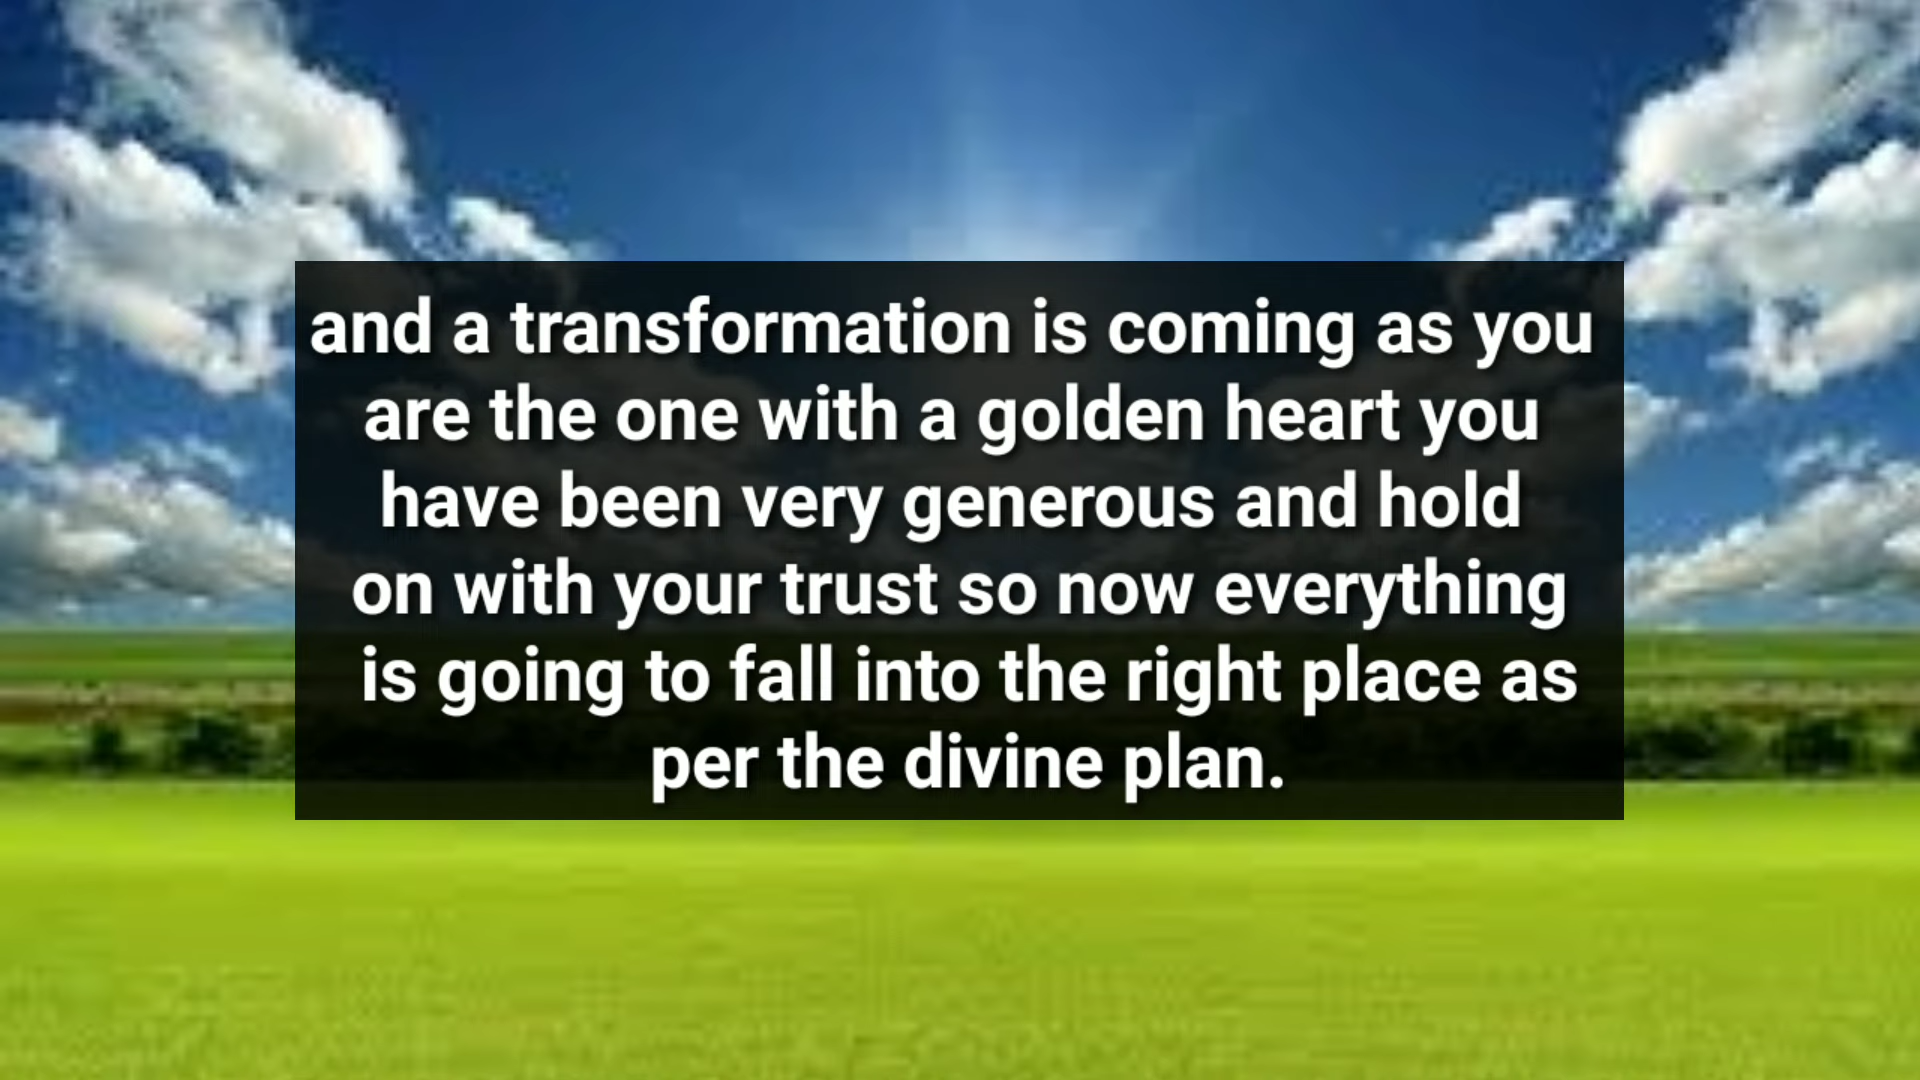 and a transformation is coming as you
are the one with a golden heart you
have been very generous and hold
on with your trust so now everything
is going to fall into the right place as
per the divine plan.